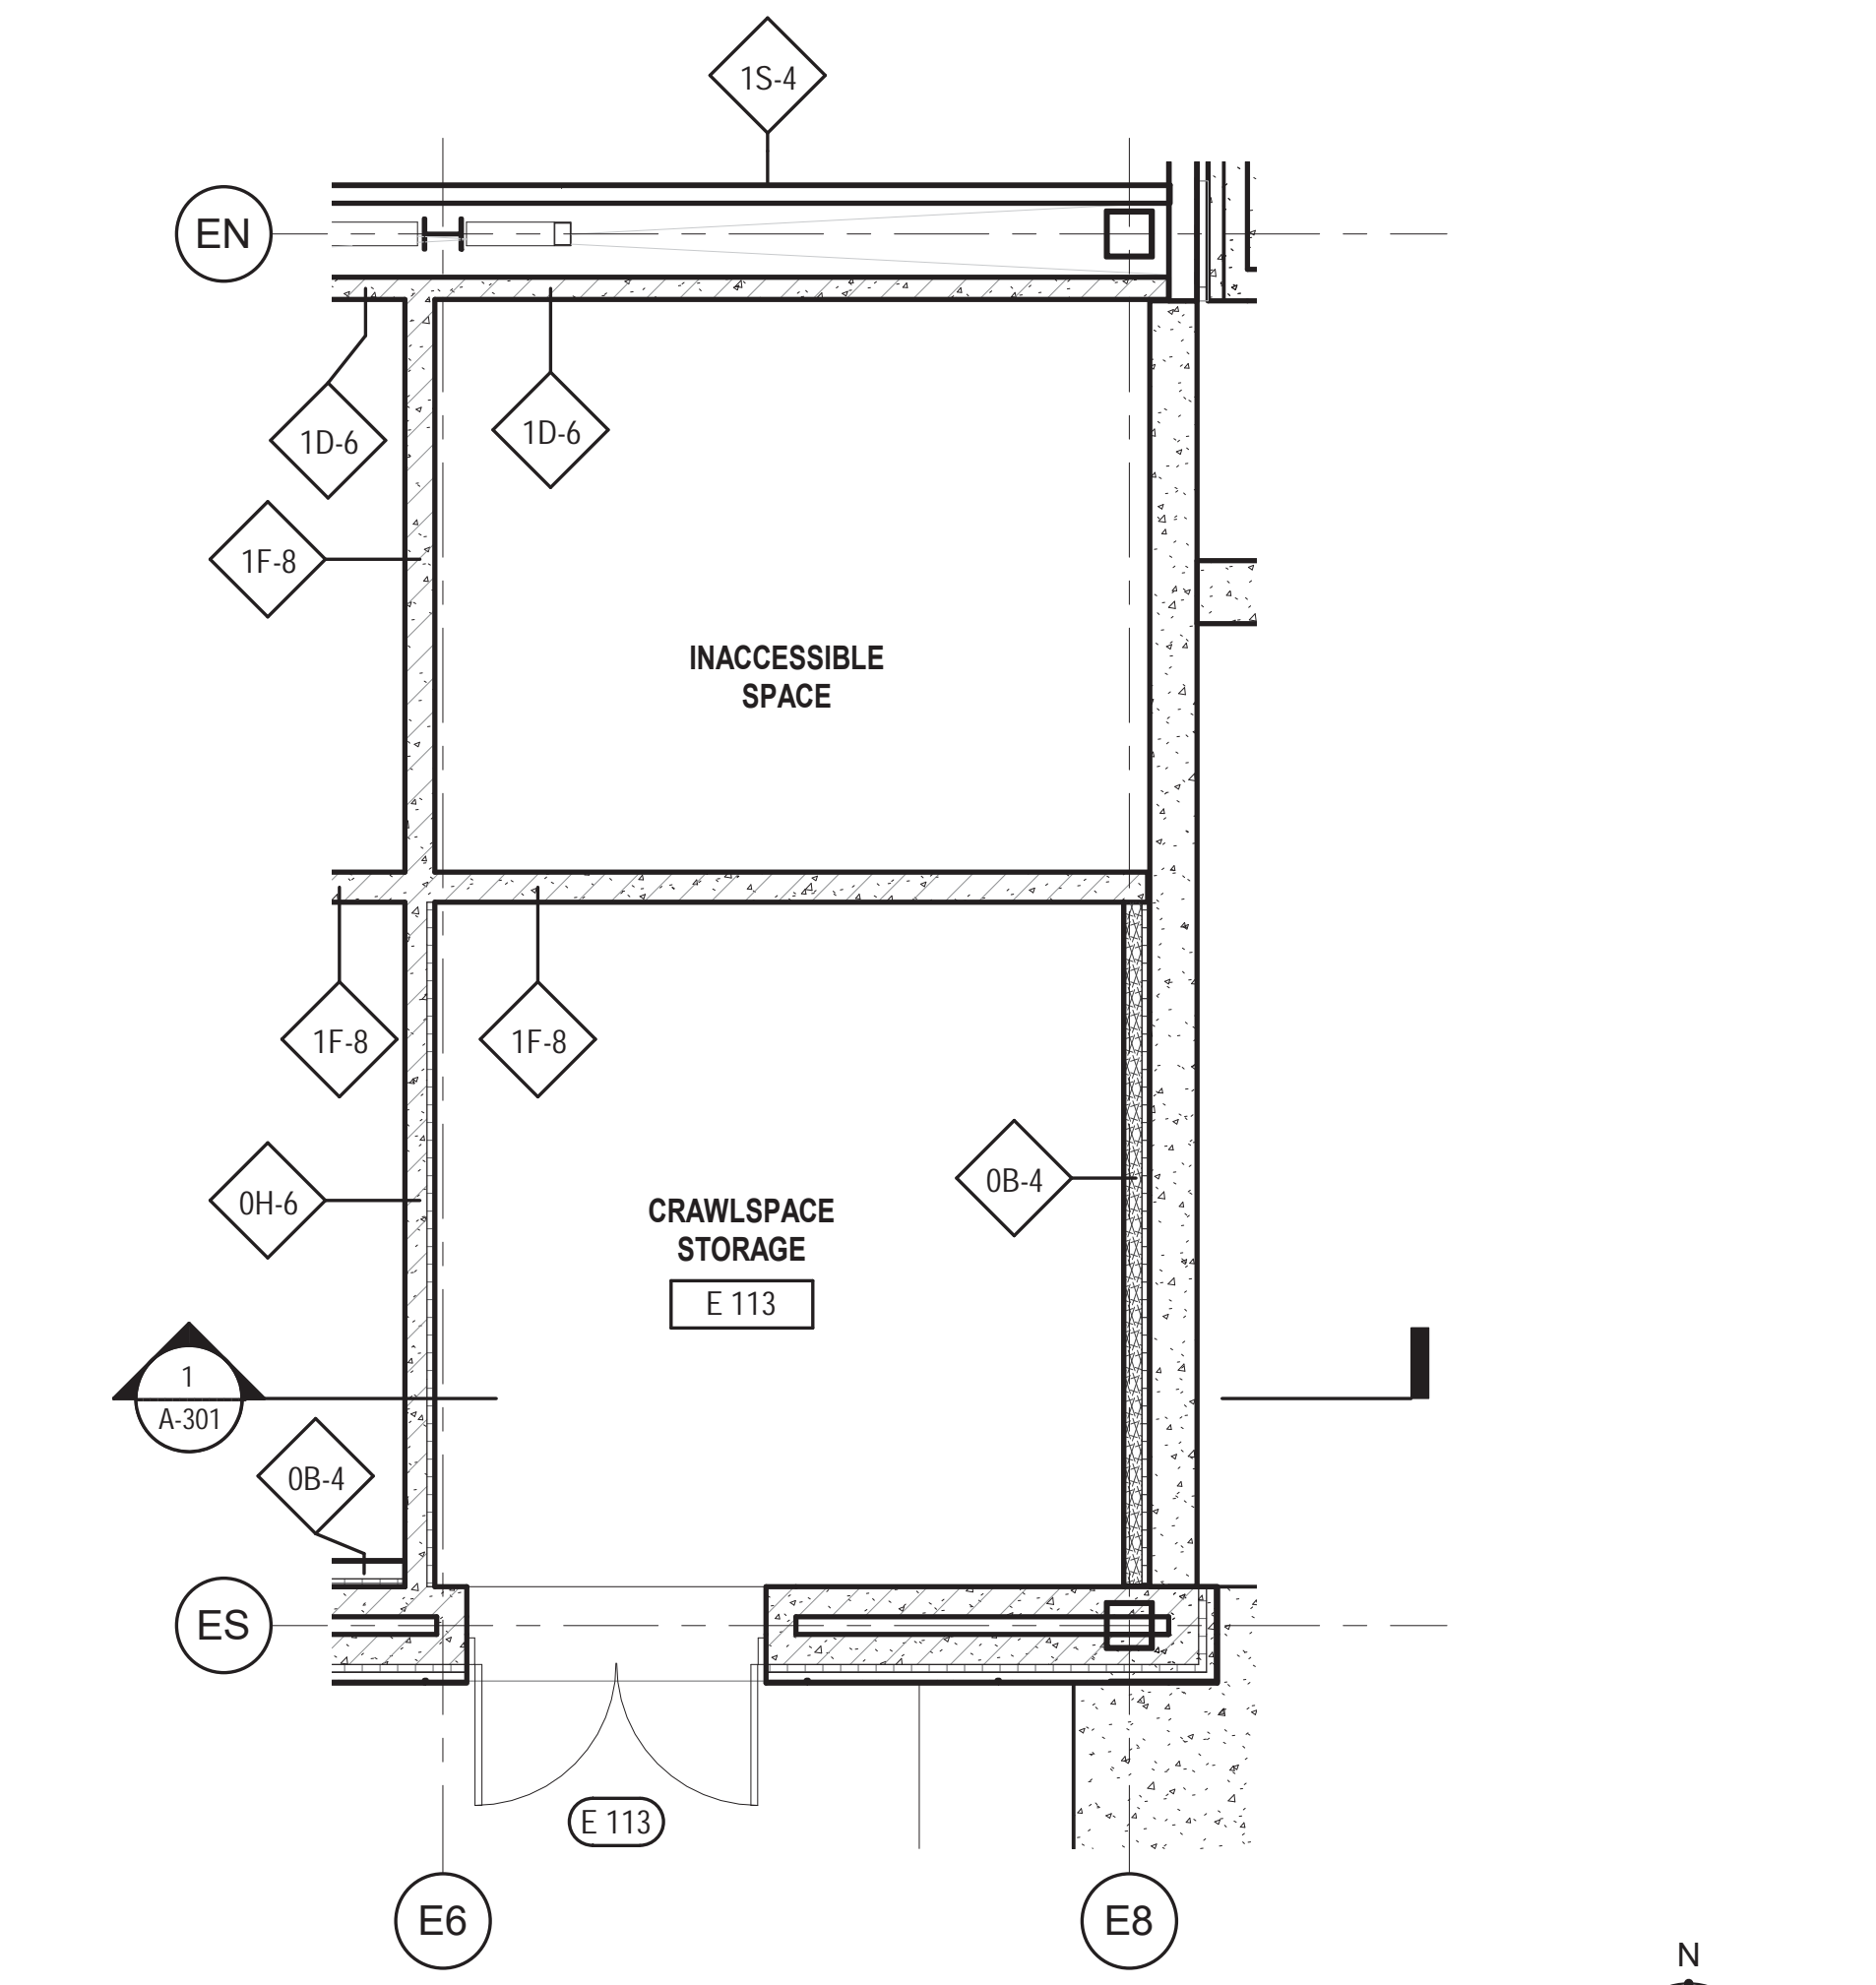 1S-4
EN
1D-6
1D-6
1F-8
INACCESSIBLE
SPACE
1F-8
1F-8
0B-4
0H-6
CRAWLSPACE
STORAGE
E 113
1
A-301
0B-4
ES
E 113
E6
E8
N